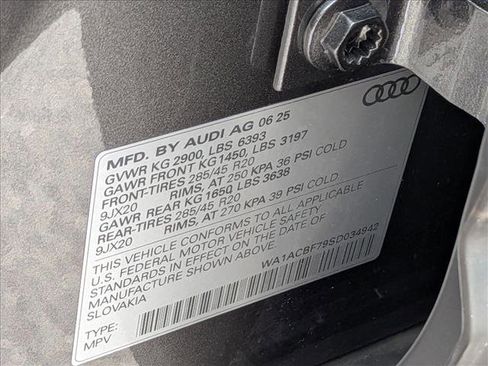 MFD. BY AUDI AG 06 25
GVWR KG 2900, LBS 6393
GAWR FRONT KG1450, LBS 3197
FRONT-TIRES 285/45 R20
9JX20 RIMS, AT 250 KPA 36 PSI COLD
GAWR REAR KG 1650, LBS 3638
REAR-TIRES 285/45 R20
9JX20 RIMS, AT 270 KPA 39 PSI COLD
THIS VEHICLE CONFORMS TO ALL APPLICABLE
U.S. FEDERAL MOTOR VEHICLE SAFETY
STANDARDS IN EFFECT ON THE DATE OF
MANUFACTURE SHOWN ABOVE.
SLOVAKIA
WA1ACBF79SD034942
TYPE:
MPV